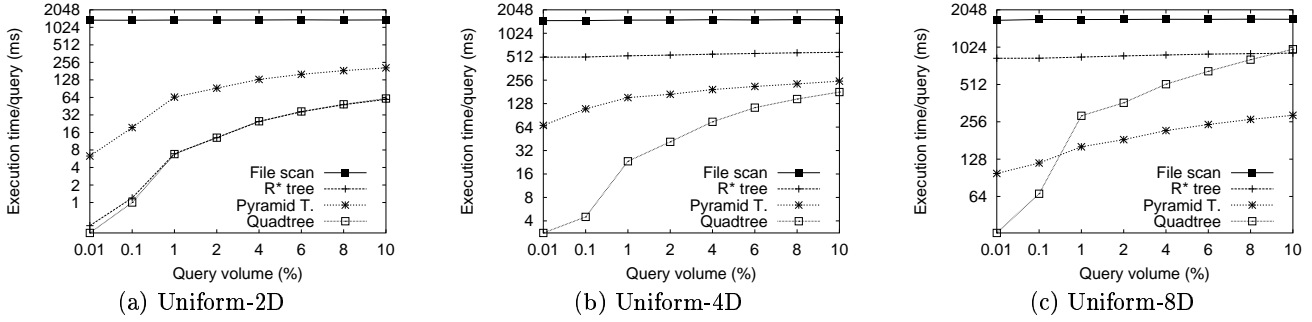 Execution time/query (ms)
2048
1024
512
256
128
64
32
16
8
4
2
1
File scan
R* tree
Pyramid T.
Quadtree
0.01 0.1 1 2 4 6 8 10
Query volume (%)
(a) Uniform-2D
Execution time/query (ms)
2048
1024
512
256
128
64
32
16
8
4
File scan
R* tree
Pyramid T.
Quadtree
0.01 0.1 1 2 4 6 8 10
Query volume (%)
(b) Uniform-4D
Execution time/query (ms)
2048
1024
512
256
128
64
File scan
R* tree
Pyramid T.
Quadtree
0.01 0.1 1 2 4 6 8 10
Query volume (%)
(c) Uniform-8D